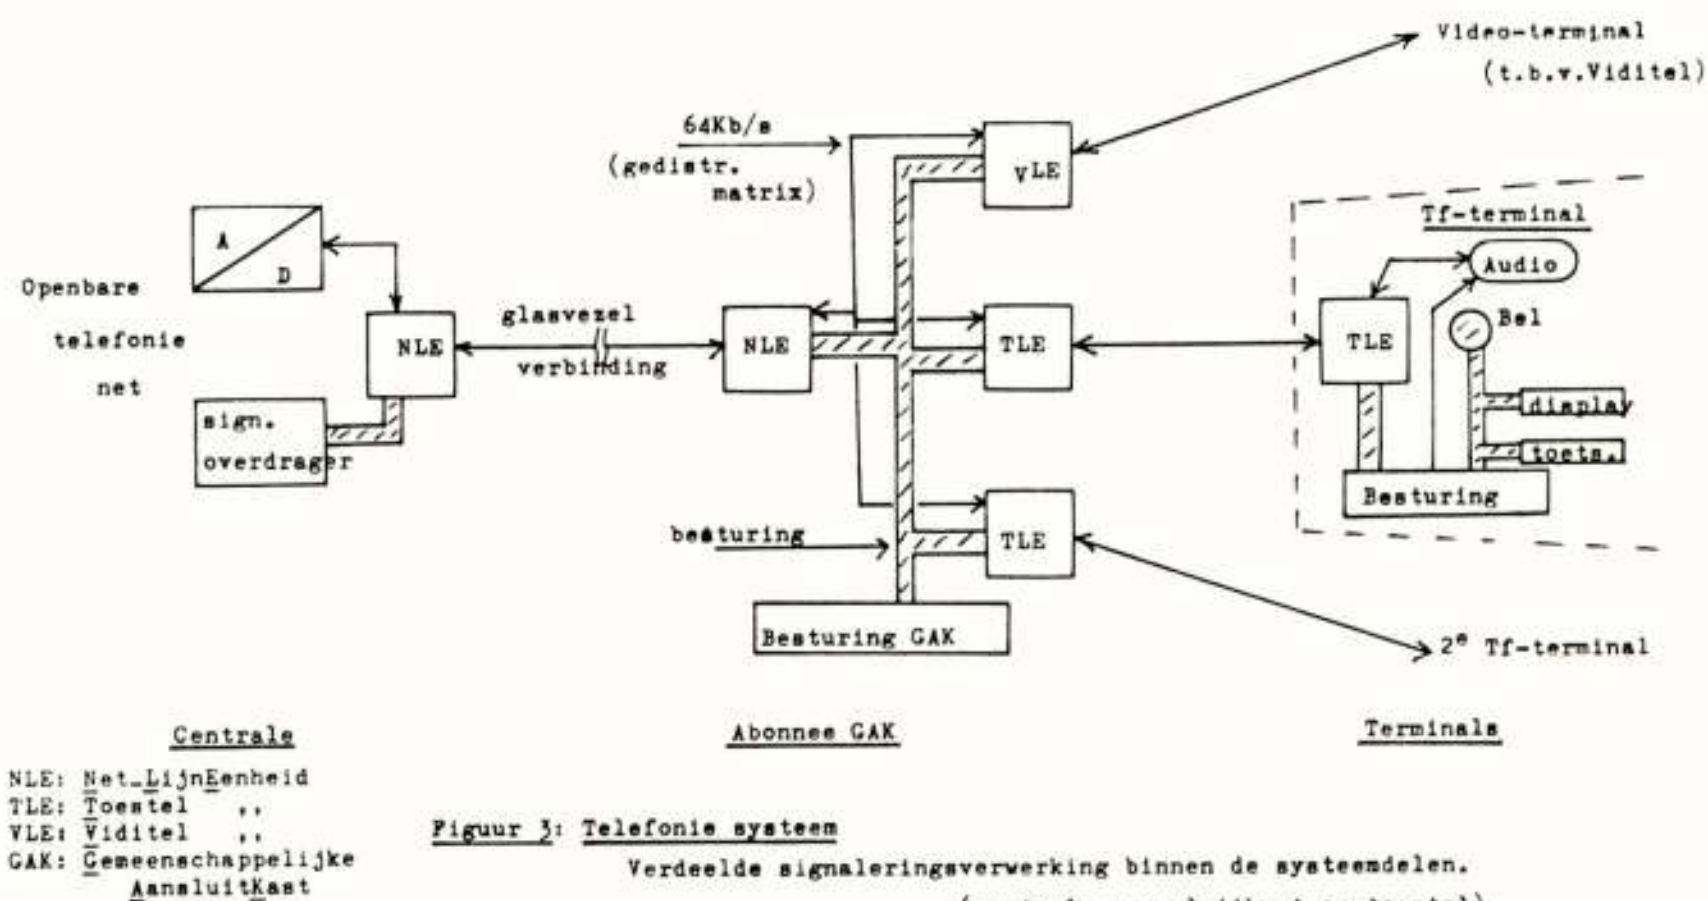 Video-terminal
(t.b.v.Viditel)
64Kb/s
(gedistr.
matrix)
VLE
Tf-terminal
A
D
Audio
Openbare
telefonie
net
NLE
glasvezel
verbinding
NLE
TLE
TLE
Bel
display
toets.
sign.
overdrager
Besturing
besturing
TLE
Besturing GAK
2e Tf-terminal
Centrale
Abonnee GAK
Terminals
NLE: Net-LijnEenheid
TLE: Toestel ,,
VLE: Viditel ,,
GAK: Gemeenschappelijke
AansluitKast
Figuur 3: Telefonie systeem
Verdeelde signaleringsverwerking binnen de systeemdelen.